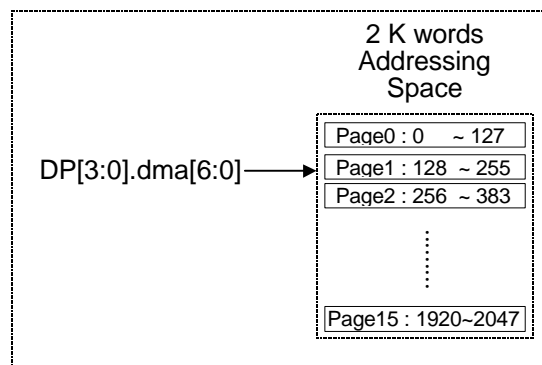 2 K words
Addressing
Space
Page0 : 0 ~ 127
DP[3:0].dma[6:0]
Page1 : 128 ~ 255
Page2 : 256 ~ 383
Page15 : 1920~2047